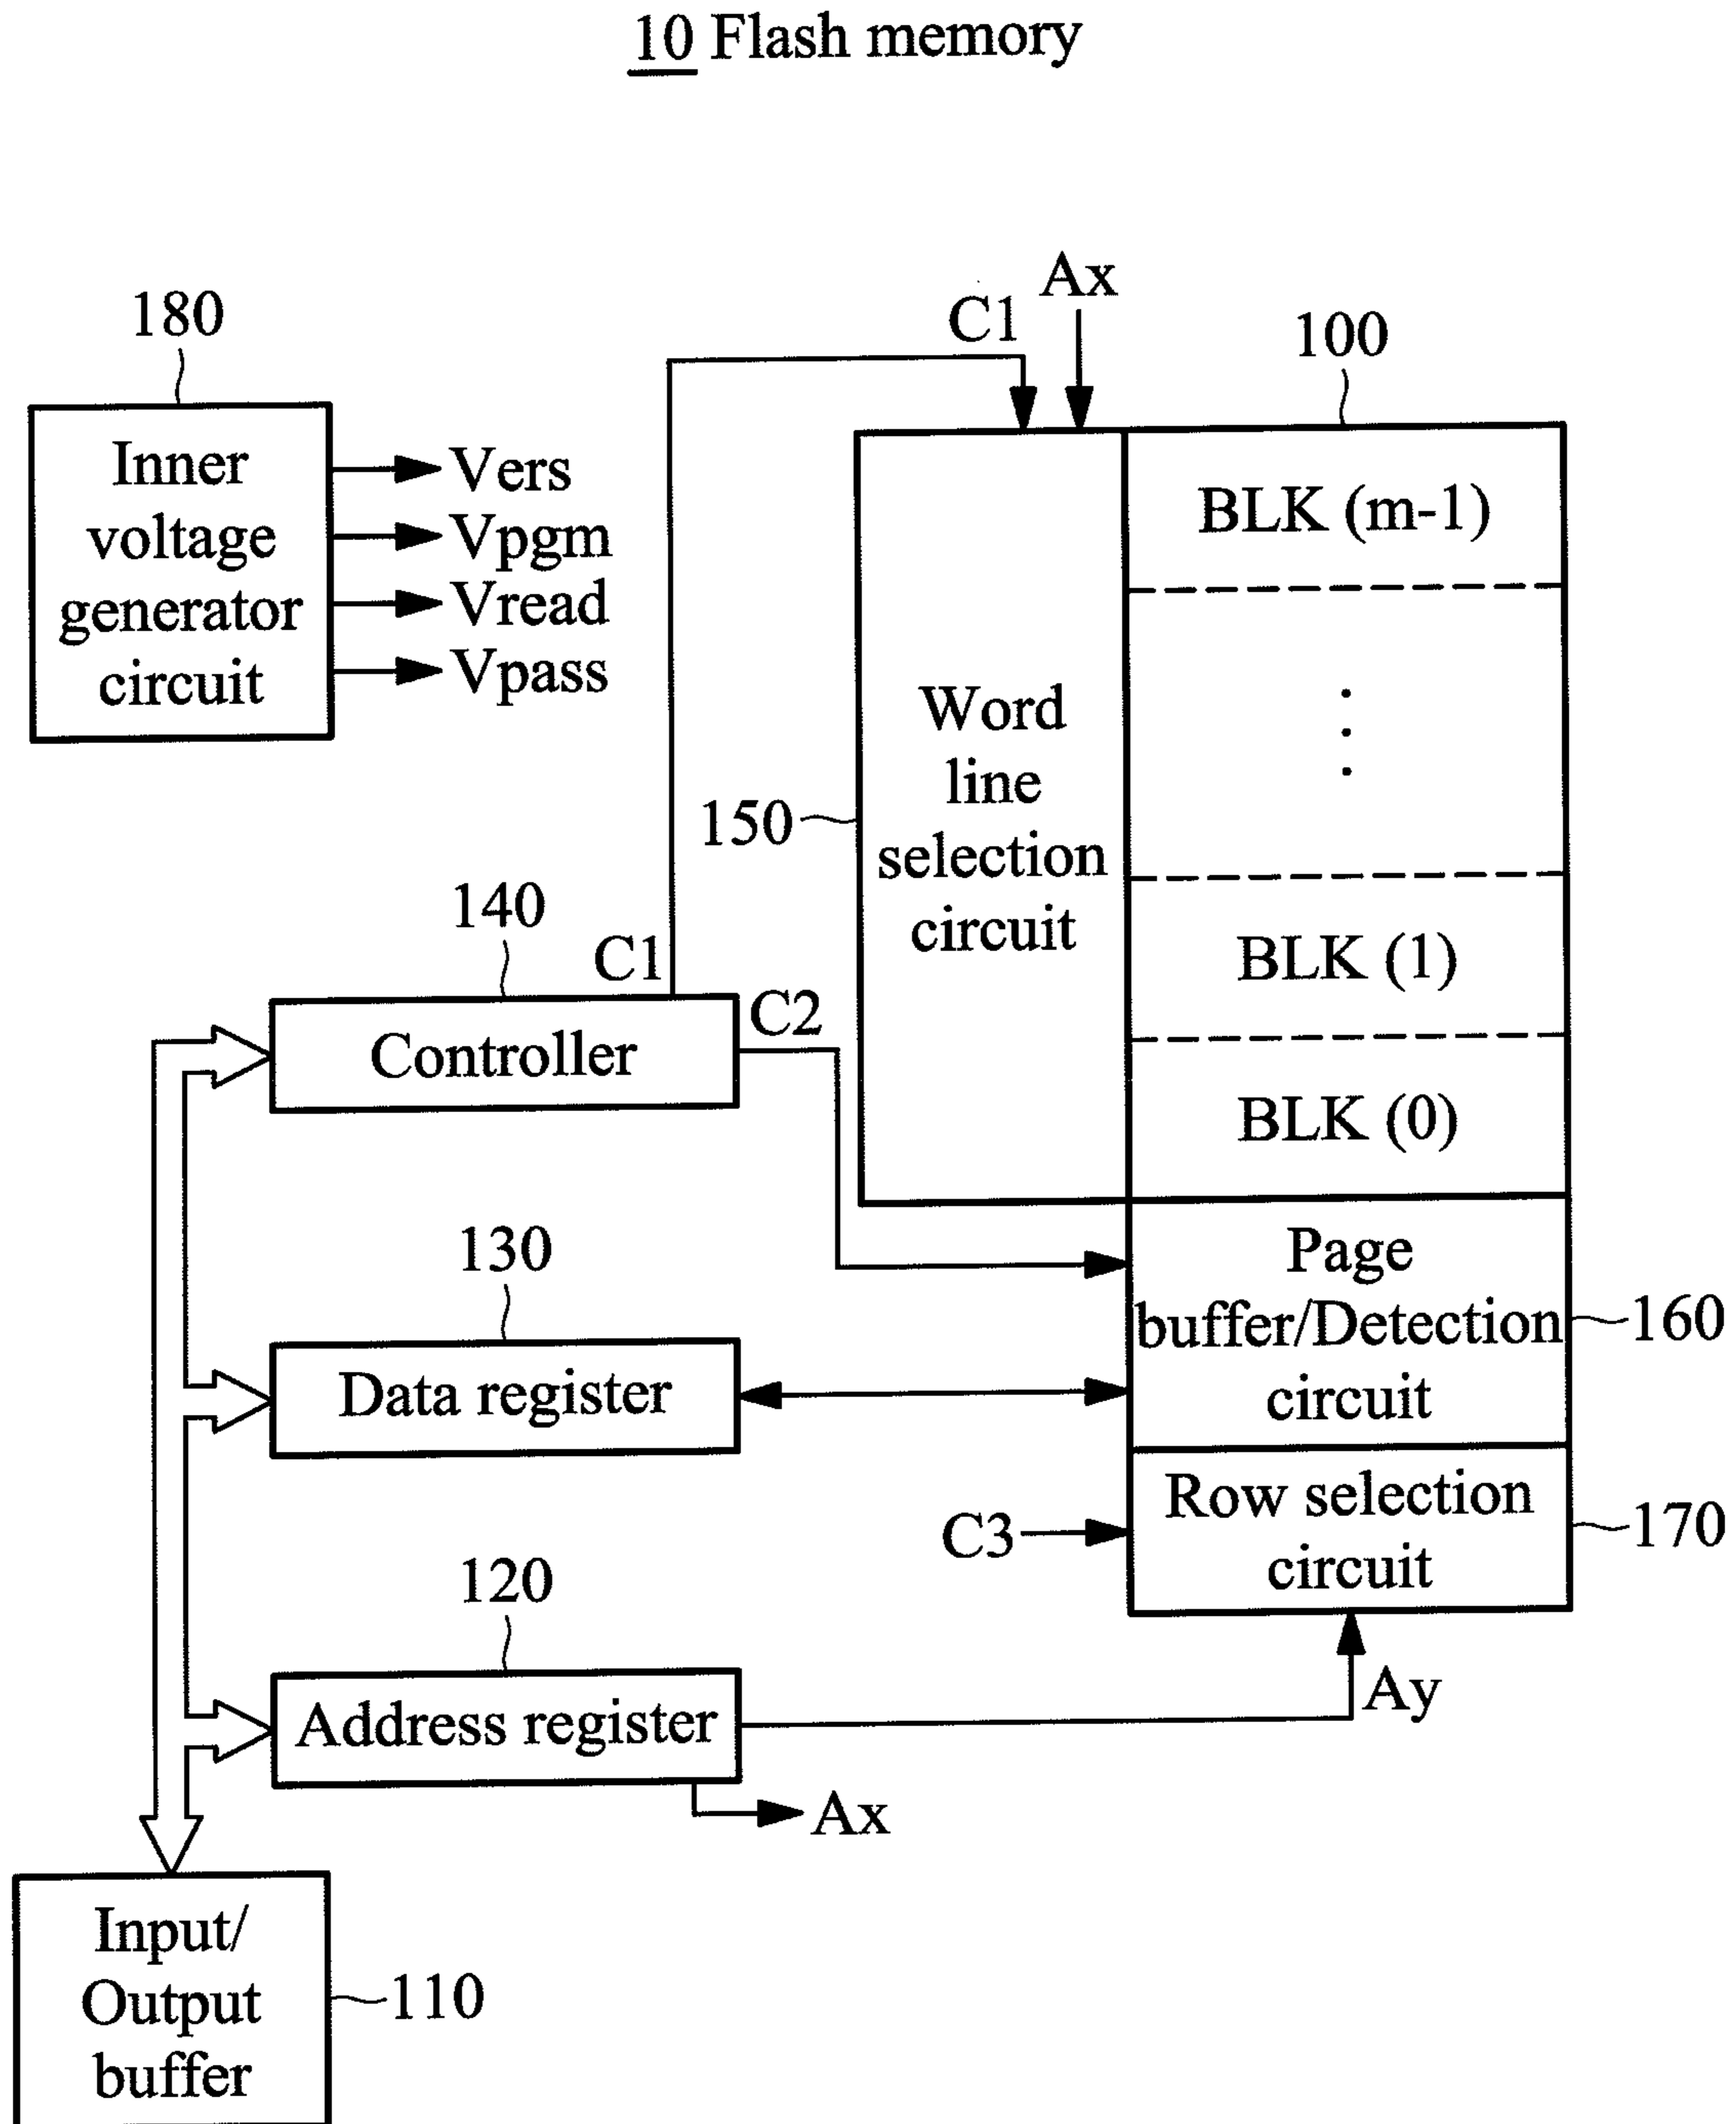 10 Flash memory
180
Inner
voltage
generator
circuit
Vers
Vpgm
Vread
Vpass
C1
Ax
100
BLK (m-1)
⋮
BLK (1)
BLK (0)
150
Word
line
selection
circuit
140
C1
C2
Controller
130
Data register
Page
buffer/Detection
circuit
160
C3
Row selection
circuit
170
120
Address register
Ay
Ax
Input/
Output
buffer
110